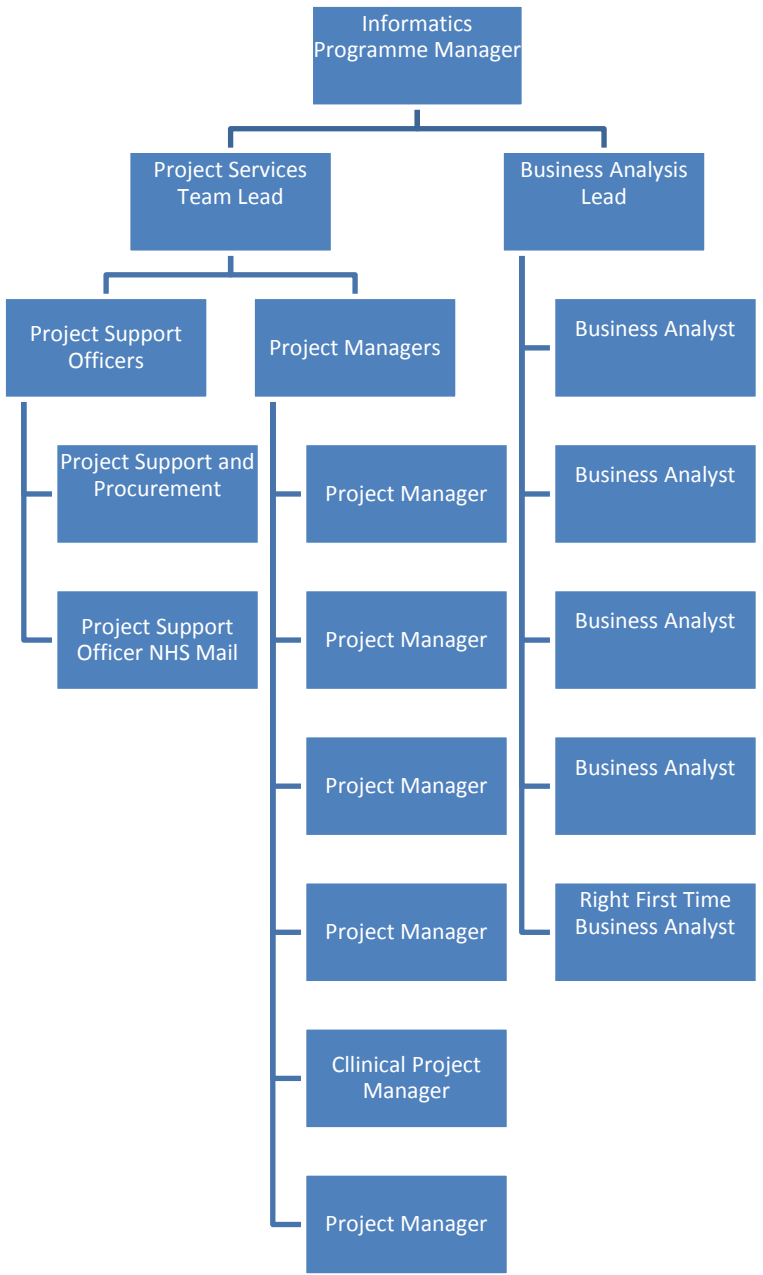 Informatics
Programme Manager
Project Services
Team Lead
Business Analysis
Lead
Project Support
Officers
Project Managers
Business Analyst
Project Support and
Procurement
Project Manager
Business Analyst
Project Support
Officer NHS Mail
Project Manager
Business Analyst
Project Manager
Business Analyst
Project Manager
Right First Time
Business Analyst
Cllinical Project
Manager
Project Manager